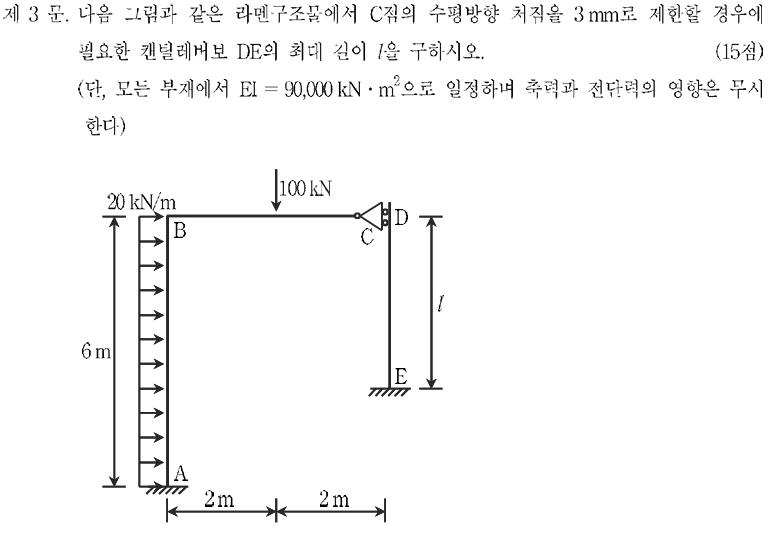 제 3 문. 다음 그림과 같은 라멘구조물에서 C점의 수평방향 처짐을 3 mm로 제한할 경우에
필요한 캔틸레버보 DE의 최대 길이 l을 구하시오. (15점)
(단, 모든 부재에서 EI = 90,000 kN · m²으로 일정하며 축력과 전단력의 영향은 무시
한다)
100 kN
20 kN/m
B
D
C
l
6 m
E
A
2 m
2 m